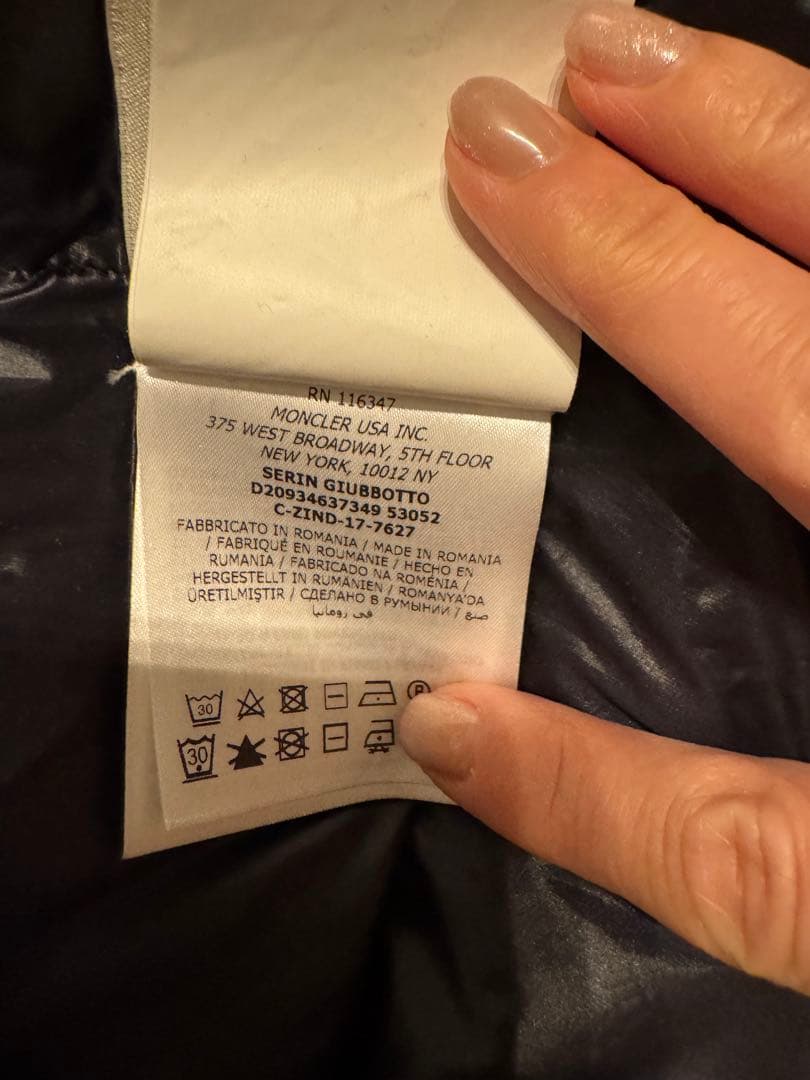 RN 116347
MONCLER USA INC.
375 WEST BROADWAY, 5TH FLOOR
NEW YORK, 10012 NY
SERIN GIUBBOTTO
D20934637349 53052
C-ZIND-17-7627
FABBRICATO IN ROMANIA / MADE IN ROMANIA
/ FABRIQUÉ EN ROUMANIE / HECHO EN
RUMANIA / FABRICADO NA ROMÉNIA /
HERGESTELLT IN RUMÄNIEN / ROMANYA'DA
ÜRETILMIŞTIR / СДЕЛАНО В РУМЫНИИ / صنع
في رومانيا
30
P
30